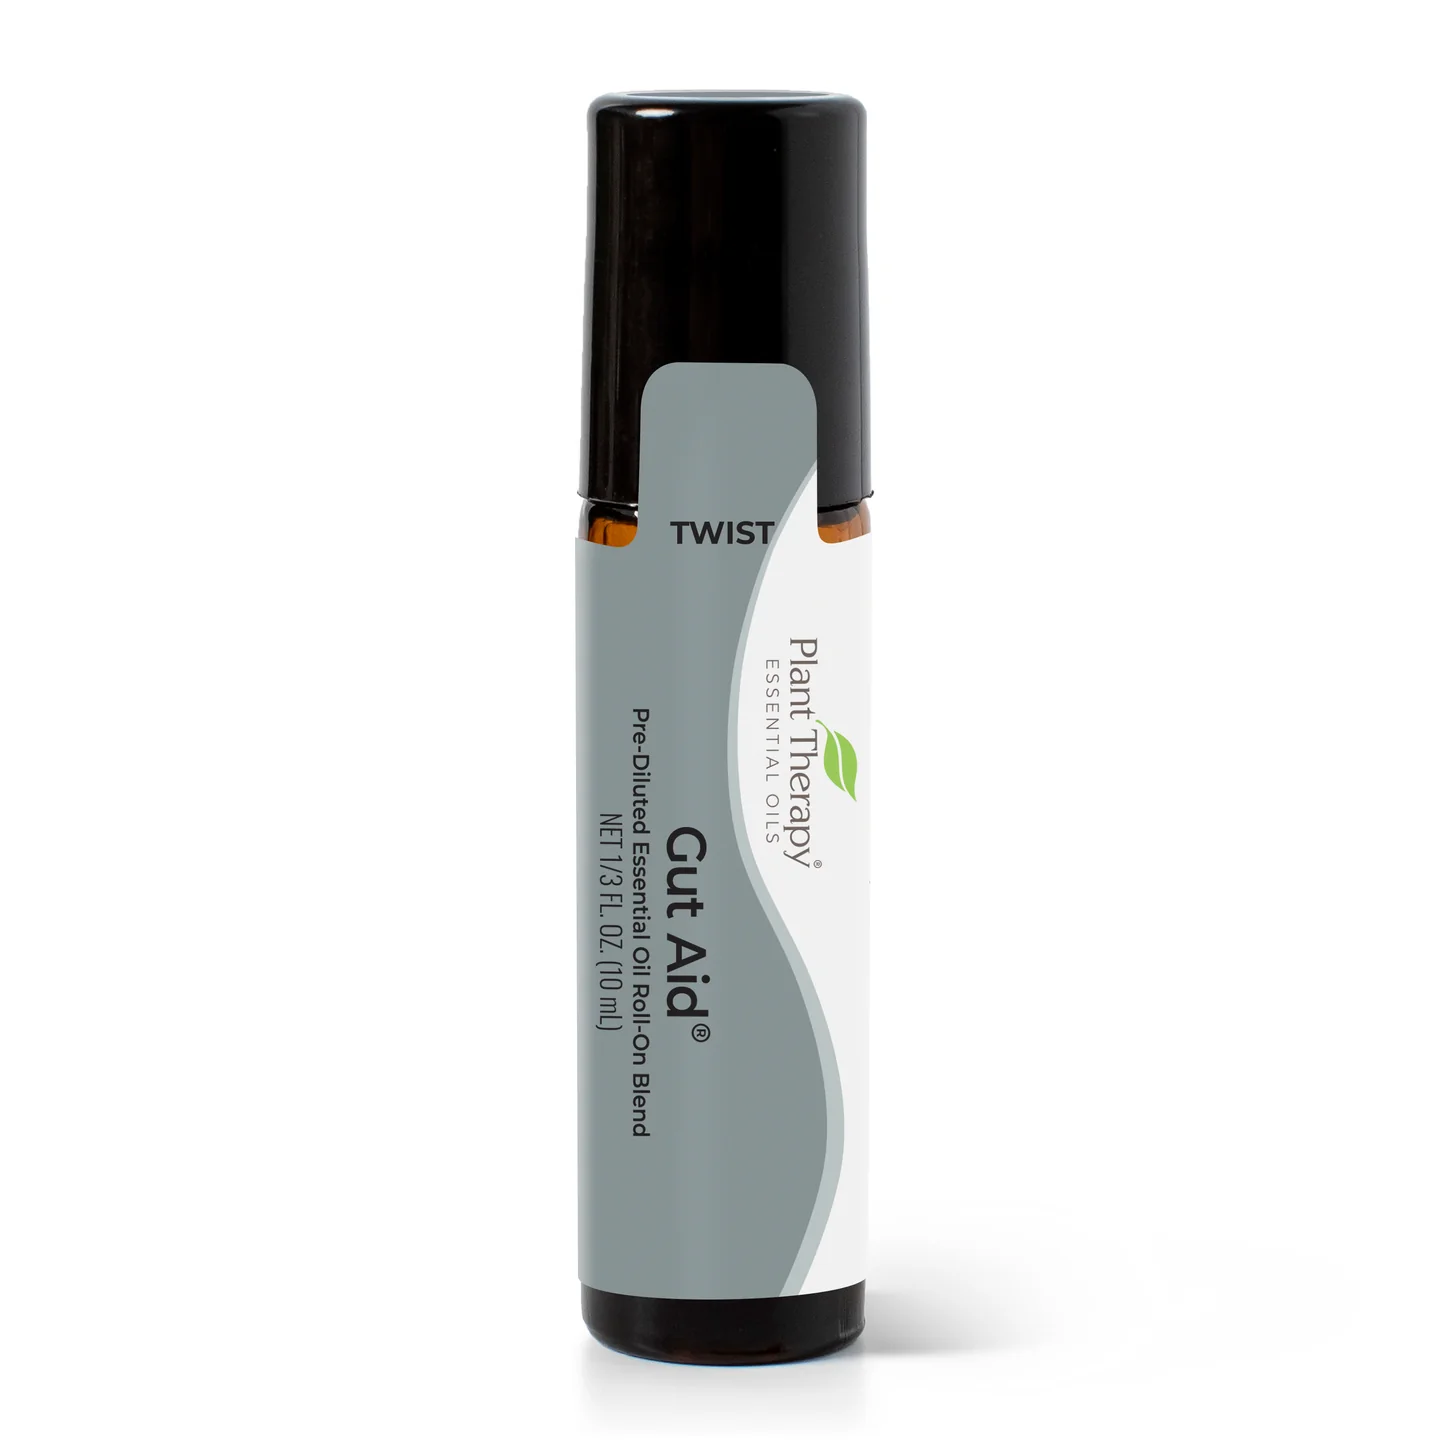 TWIST
Plant Therapy®
ESSENTIAL OILS
Gut Aid®
Pre-Diluted Essential Oil Roll-On Blend
NET 1/3 FL. OZ. (10 mL)